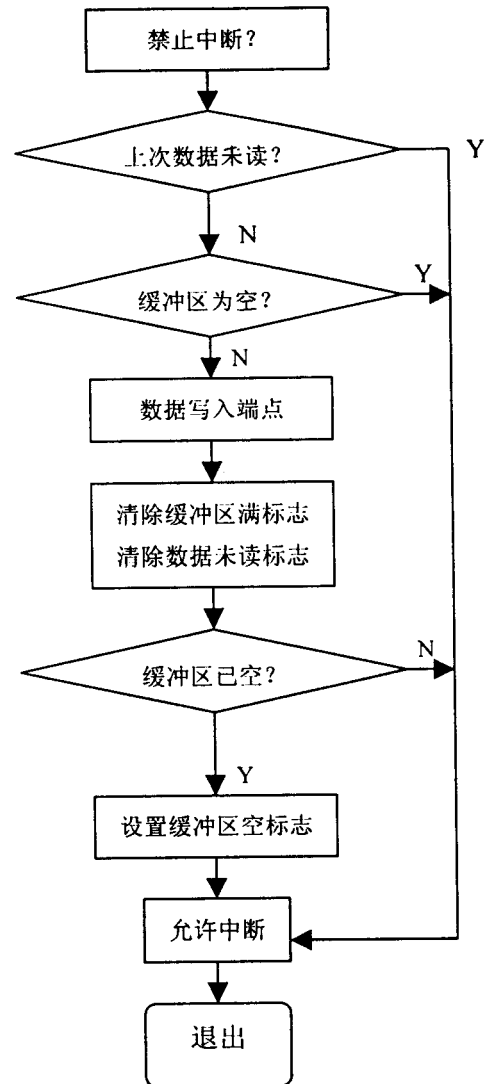 禁止中断？
上次数据未读？
Y
N
缓冲区为空？
Y
N
数据写入端点
清除缓冲区满标志
清除数据未读标志
缓冲区已空？
N
Y
设置缓冲区空标志
允许中断
退出